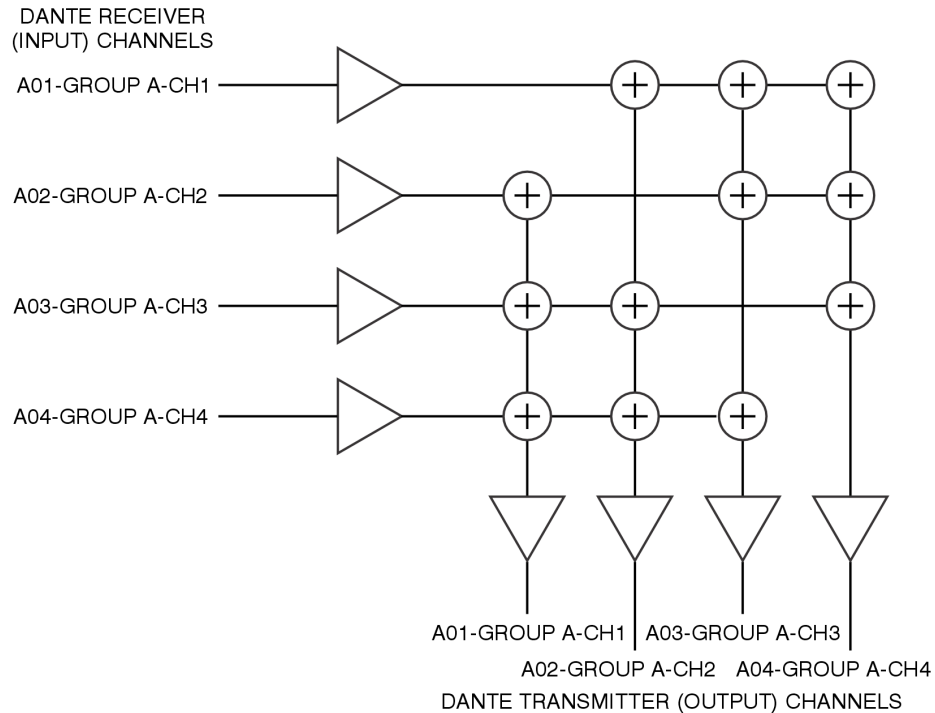 DANTE RECEIVER
(INPUT) CHANNELS
A01-GROUP A-CH1
A02-GROUP A-CH2
A03-GROUP A-CH3
A04-GROUP A-CH4
A01-GROUP A-CH1
A03-GROUP A-CH3
A02-GROUP A-CH2
A04-GROUP A-CH4
DANTE TRANSMITTER (OUTPUT) CHANNELS